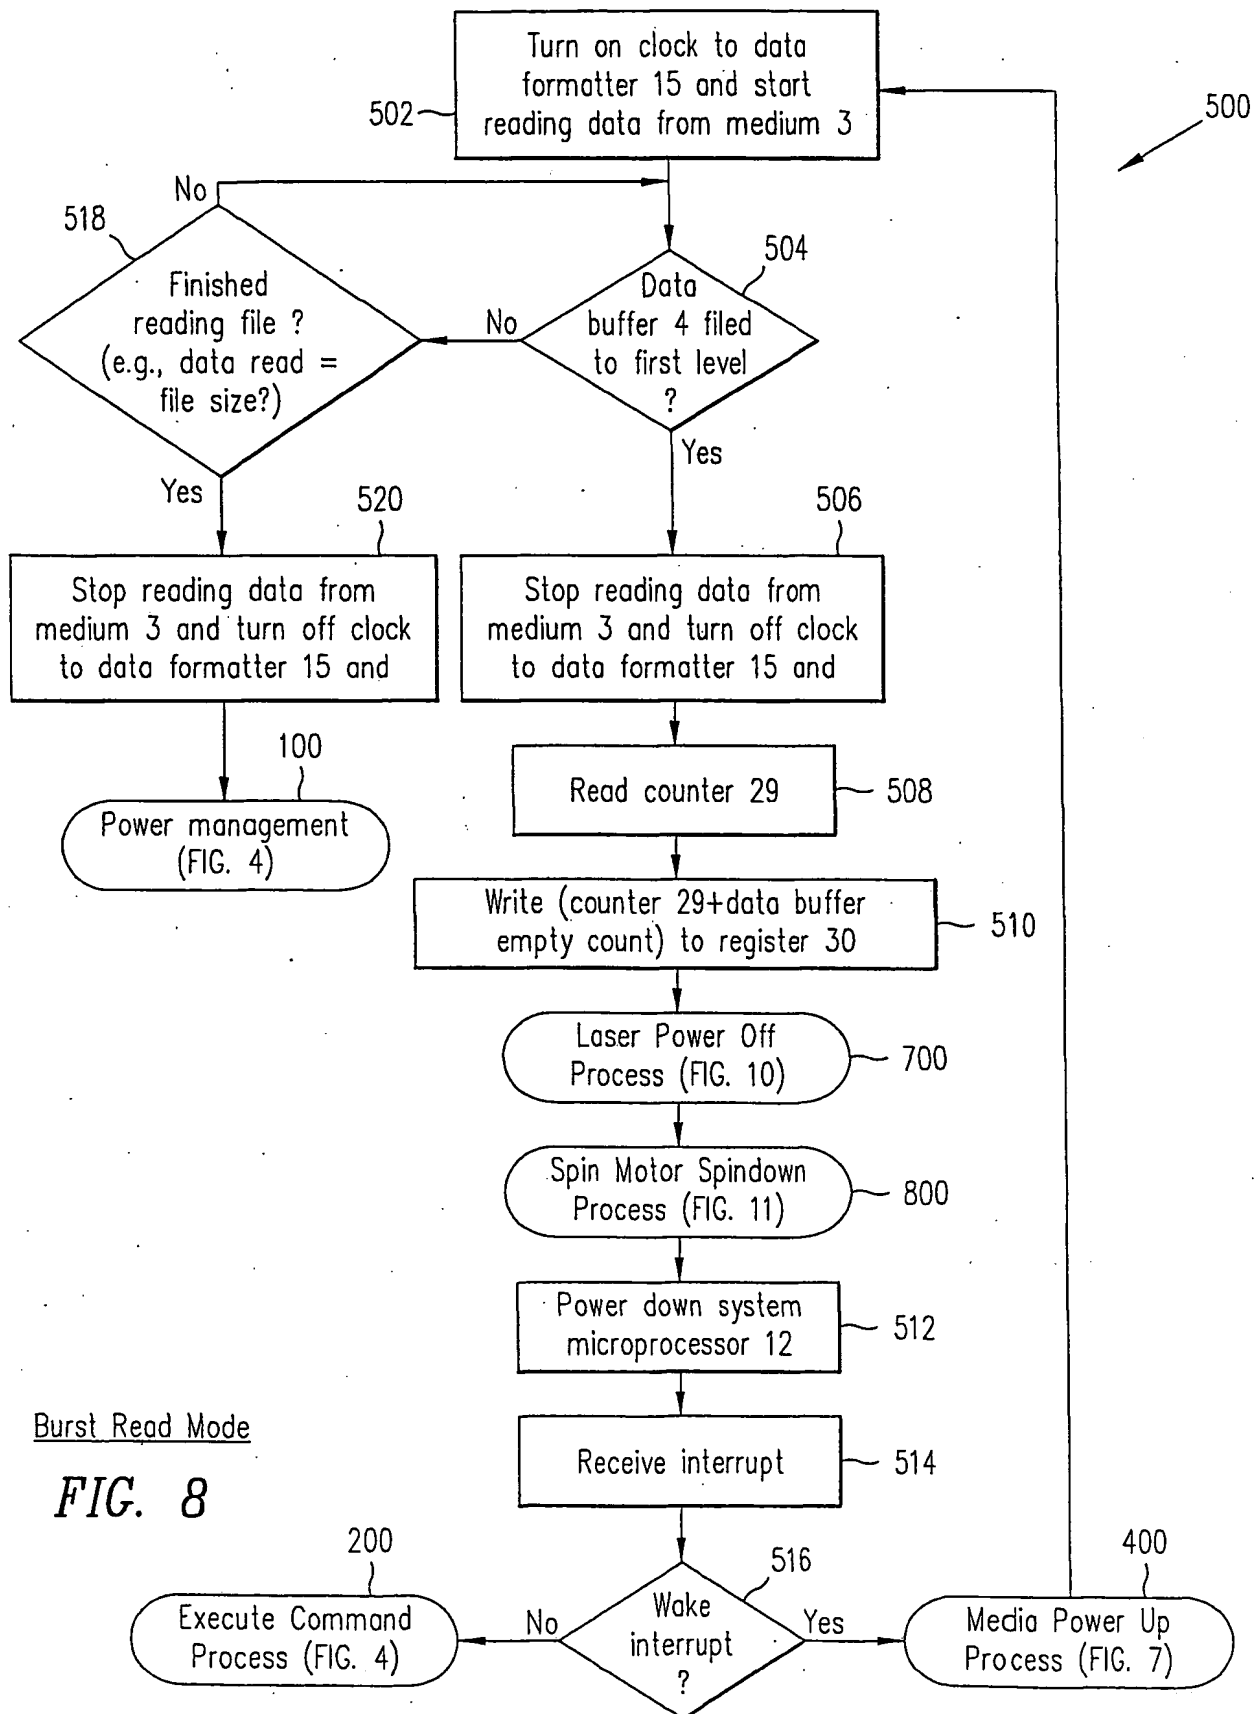 Turn on clock to data
formatter 15 and start
reading data from medium 3
502
500
No
518
Finished
reading file ?
(e.g., data read =
file size?)
504
Data
buffer 4 filed
to first level
?
No
Yes
Yes
520
Stop reading data from
medium 3 and turn off clock
to data formatter 15 and
506
Stop reading data from
medium 3 and turn off clock
to data formatter 15 and
100
Power management
(FIG. 4)
Read counter 29
508
Write (counter 29+data buffer
empty count) to register 30
510
Laser Power Off
Process (FIG. 10)
700
Spin Motor Spindown
Process (FIG. 11)
800
Power down system
microprocessor 12
512
Receive interrupt
514
Burst Read Mode
FIG. 8
200
Execute Command
Process (FIG. 4)
No
516
Wake
interrupt
?
Yes
400
Media Power Up
Process (FIG. 7)